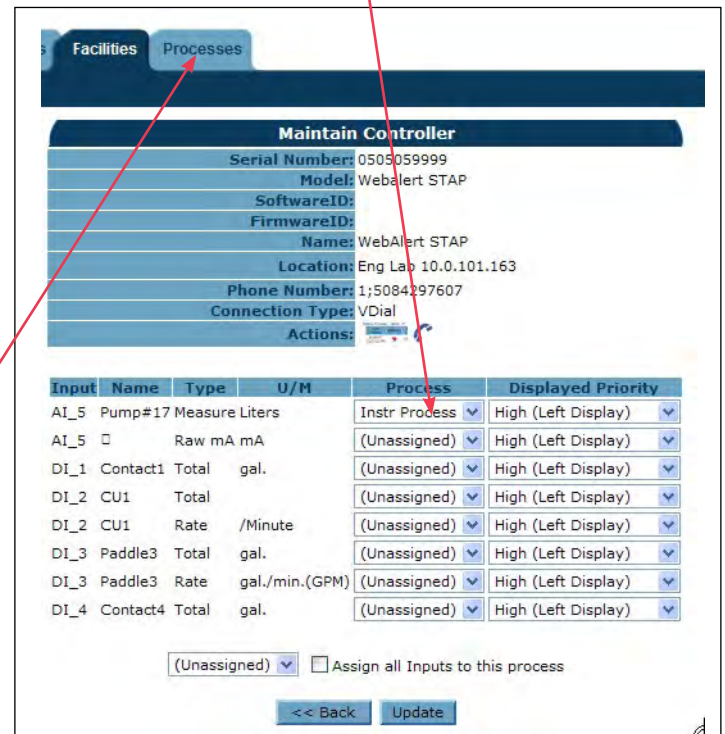 s Facilities Processes
Maintain Controller
Serial Number: 0505059999
Model: Webalert STAP
SoftwareID:
FirmwareID:
Name: WebAlert STAP
Location: Eng Lab 10.0.101.163
Phone Number: 1;5084297607
Connection Type: VDial
Actions:
Input Name Type U/M Process Displayed Priority
AI_5 Pump#17 Measure Liters Instr Process High (Left Display)
AI_5 Raw mA mA (Unassigned) High (Left Display)
DI_1 Contact1 Total gal. (Unassigned) High (Left Display)
DI_2 CU1 Total (Unassigned) High (Left Display)
DI_2 CU1 Rate /Minute (Unassigned) High (Left Display)
DI_3 Paddle3 Total gal. (Unassigned) High (Left Display)
DI_3 Paddle3 Rate gal./min.(GPM) (Unassigned) High (Left Display)
DI_4 Contact4 Total gal. (Unassigned) High (Left Display)
(Unassigned) Assign all Inputs to this process
<< Back Update